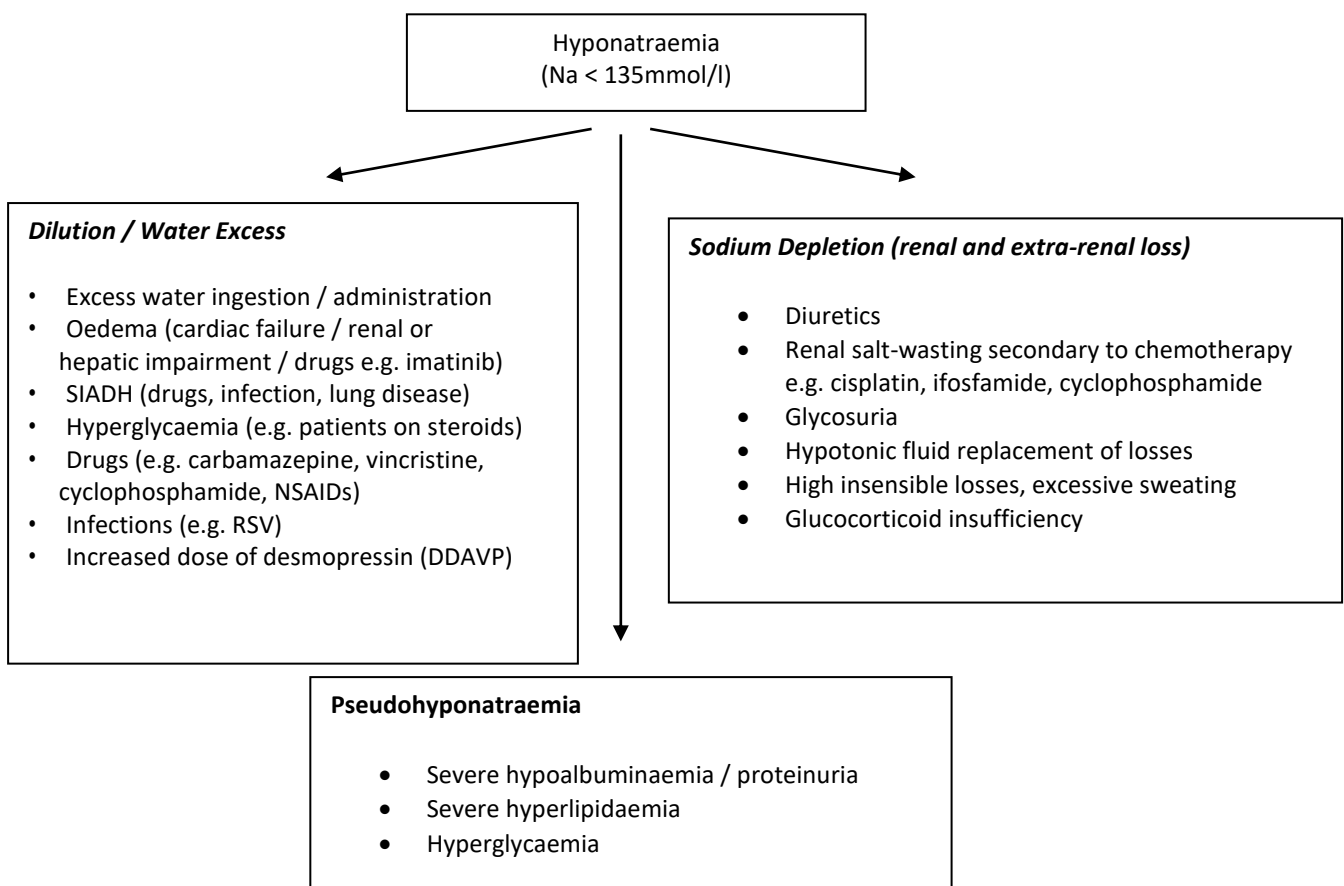 Hyponatraemia
(Na < 135mmol/l)
Dilution / Water Excess
• Excess water ingestion / administration
• Oedema (cardiac failure / renal or
hepatic impairment / drugs e.g. imatinib)
• SIADH (drugs, infection, lung disease)
• Hyperglycaemia (e.g. patients on steroids)
• Drugs (e.g. carbamazepine, vincristine,
cyclophosphamide, NSAIDs)
• Infections (e.g. RSV)
• Increased dose of desmopressin (DDAVP)
Sodium Depletion (renal and extra-renal loss)
• Diuretics
• Renal salt-wasting secondary to chemotherapy
e.g. cisplatin, ifosfamide, cyclophosphamide
• Glycosuria
• Hypotonic fluid replacement of losses
• High insensible losses, excessive sweating
• Glucocorticoid insufficiency
Pseudohyponatraemia
• Severe hypoalbuminaemia / proteinuria
• Severe hyperlipidaemia
• Hyperglycaemia